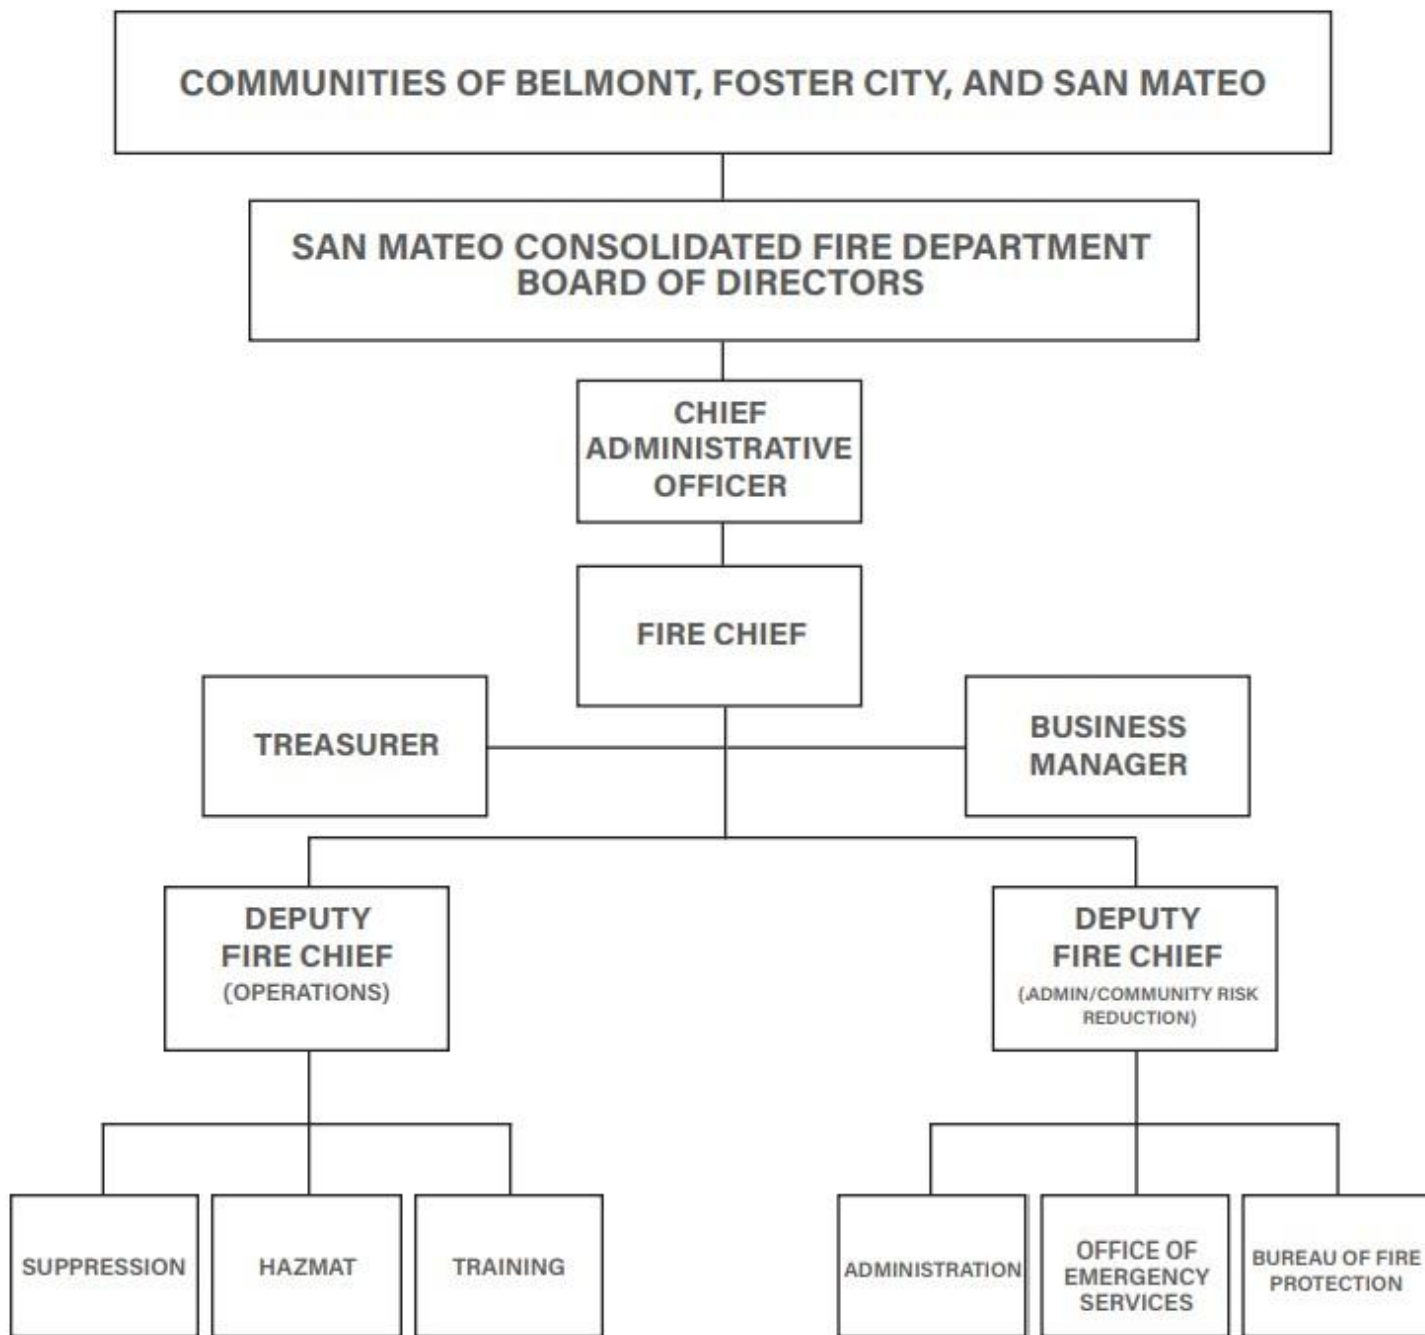 COMMUNITIES OF BELMONT, FOSTER CITY, AND SAN MATEO
SAN MATEO CONSOLIDATED FIRE DEPARTMENT
BOARD OF DIRECTORS
CHIEF
ADMINISTRATIVE
OFFICER
FIRE CHIEF
TREASURER
BUSINESS
MANAGER
DEPUTY
FIRE CHIEF
(OPERATIONS)
DEPUTY
FIRE CHIEF
(ADMIN/COMMUNITY RISK
REDUCTION)
SUPPRESSION
HAZMAT
TRAINING
ADMINISTRATION
OFFICE OF
EMERGENCY
SERVICES
BUREAU OF FIRE
PROTECTION